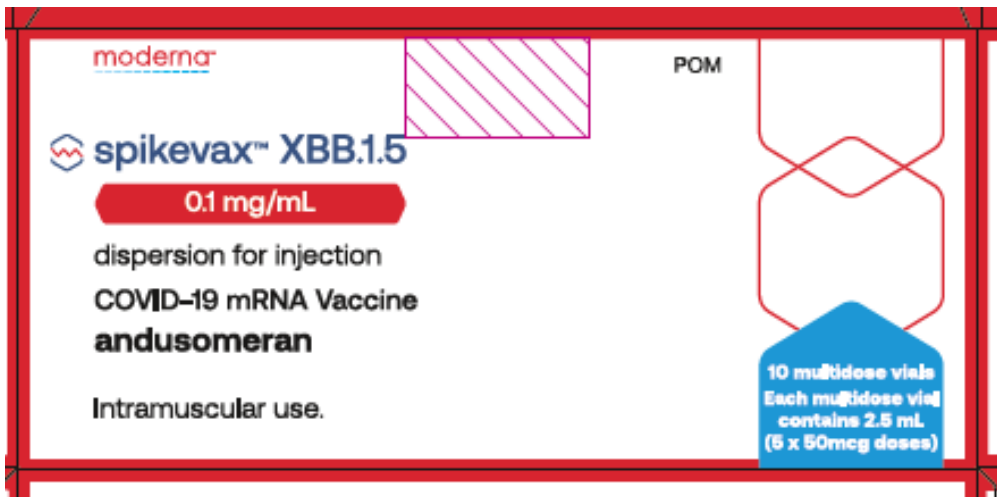 moderna
POM
spikevax™ XBB.1.5
0.1 mg/mL
dispersion for injection
COVID-19 mRNA Vaccine
andusomeran
Intramuscular use.
10 multidose vials
Each multidose vial
contains 2.5 mL
(5 x 50mcg doses)